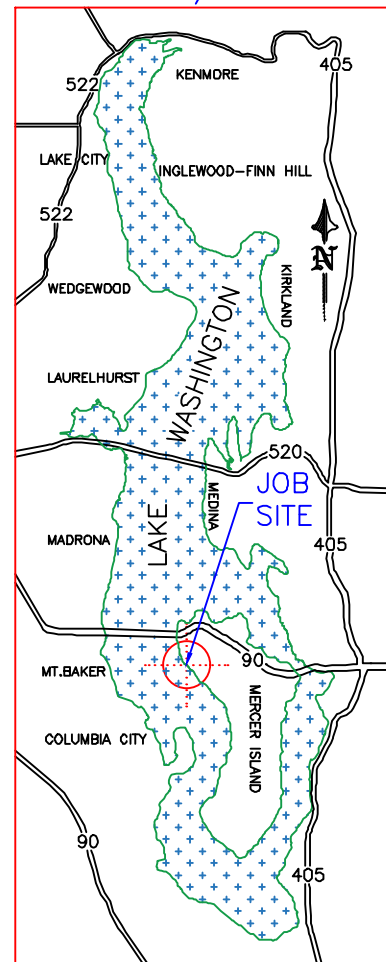 405
KENMORE
522
LAKE CITY
INGLEWOOD-FINN HILL
522
N
KIRKLAND
WEDGEWOOD
LAKE WASHINGTON
LAURELHURST
520
JOB
SITE
MEDINA
MADRONA
405
90
MT.BAKER
MERCER ISLAND
COLUMBIA CITY
90
405